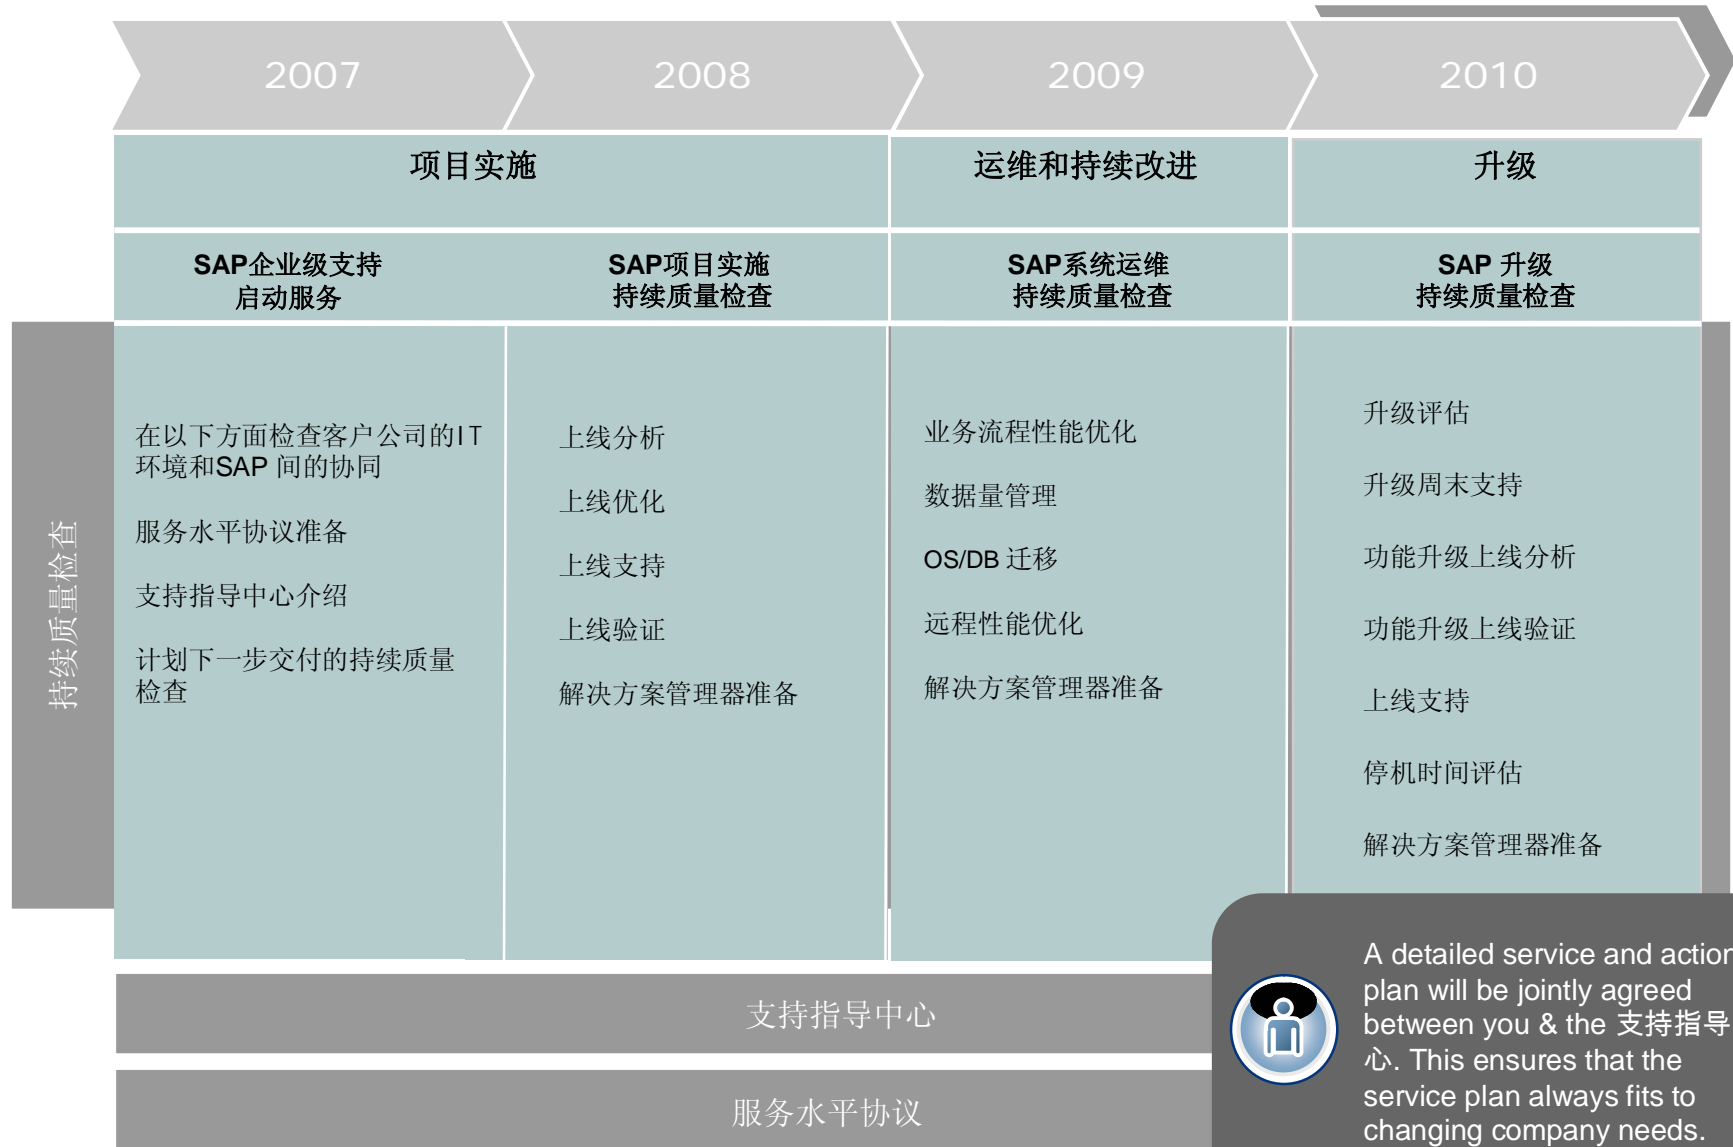 2007
2008
2009
2010
项目实施
运维和持续改进
升级
SAP企业级支持
启动服务
SAP项目实施
持续质量检查
SAP系统运维
持续质量检查
SAP 升级
持续质量检查
持续质量检查
在以下方面检查客户公司的IT
环境和SAP 间的协同
服务水平协议准备
支持指导中心介绍
计划下一步交付的持续质量
检查
上线分析
上线优化
上线支持
上线验证
解决方案管理器准备
业务流程性能优化
数据量管理
OS/DB 迁移
远程性能优化
解决方案管理器准备
升级评估
升级周末支持
功能升级上线分析
功能升级上线验证
上线支持
停机时间评估
解决方案管理器准备
支持指导中心
服务水平协议
A detailed service and action
plan will be jointly agreed
between you & the 支持指导
心. This ensures that the
service plan always fits to
changing company needs.